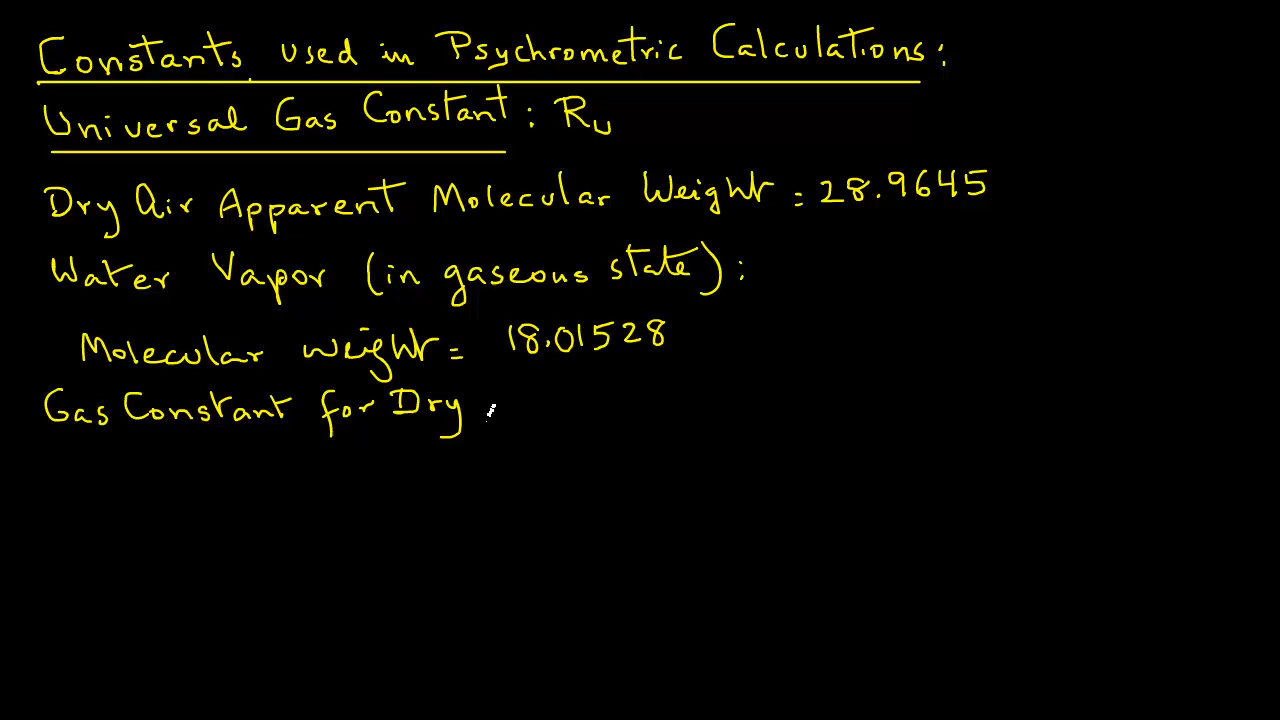 Constants used in Psychrometric Calculations:
Universal Gas Constant: Ru
Dry Air Apparent Molecular Weight = 28.9645
Water Vapor (in gaseous state):
Molecular weight = 18.01528
Gas Constant for Dry